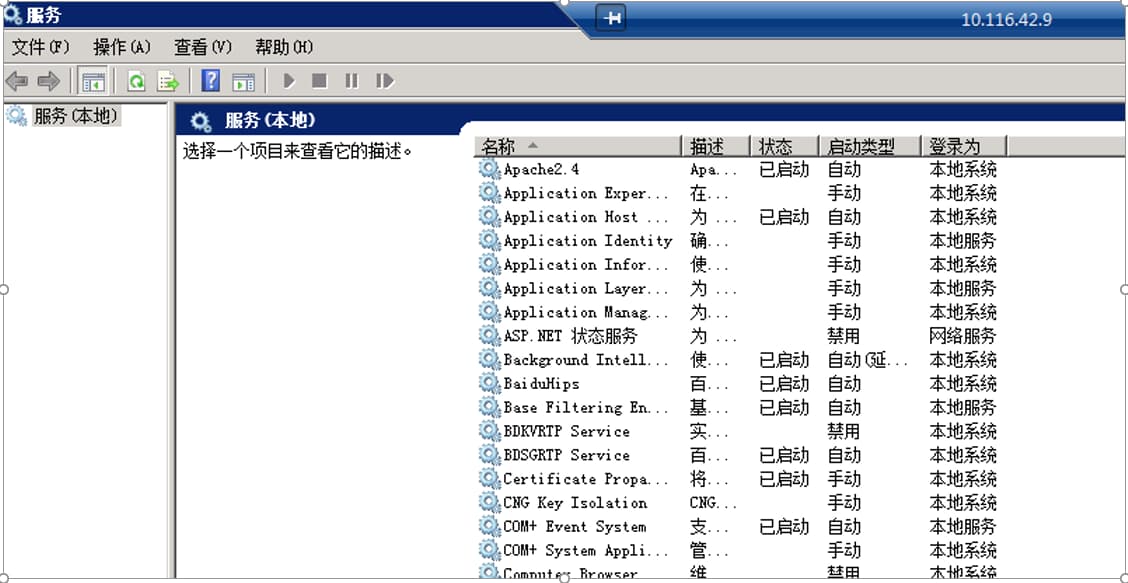 服务
10.116.42.9
文件(F) 操作(A) 查看(V) 帮助(H)
服务(本地)
服务(本地)
选择一个项目来查看它的描述。
名称 描述 状态 启动类型 登录为
Apache2.4 Apa... 已启动 自动 本地系统
Application Exper... 在... 手动 本地系统
Application Host ... 为 ... 已启动 自动 本地系统
Application Identity 确... 手动 本地服务
Application Infor... 使... 手动 本地系统
Application Layer... 为 ... 手动 本地服务
Application Manag... 为... 手动 本地系统
ASP.NET 状态服务 为 ... 禁用 网络服务
Background Intell... 使... 已启动 自动(延... 本地系统
BaiduHips 百... 已启动 自动 本地系统
Base Filtering En... 基... 已启动 自动 本地服务
BDKVRTP Service 实... 禁用 本地系统
BDSGRTP Service 百... 已启动 自动 本地系统
Certificate Propa... 将... 已启动 手动 本地系统
CNG Key Isolation CNG... 手动 本地系统
COM+ Event System 支... 已启动 自动 本地服务
COM+ System Appli... 管... 手动 本地系统
Computer Browser 维... 禁用 本地系统